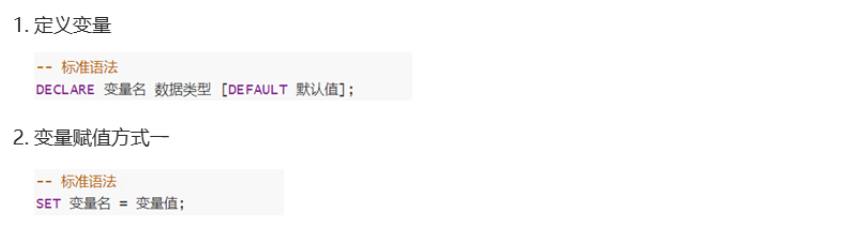 1. 定义变量
-- 标准语法
DECLARE 变量名 数据类型 [DEFAULT 默认值];
2. 变量赋值方式一
-- 标准语法
SET 变量名 = 变量值;